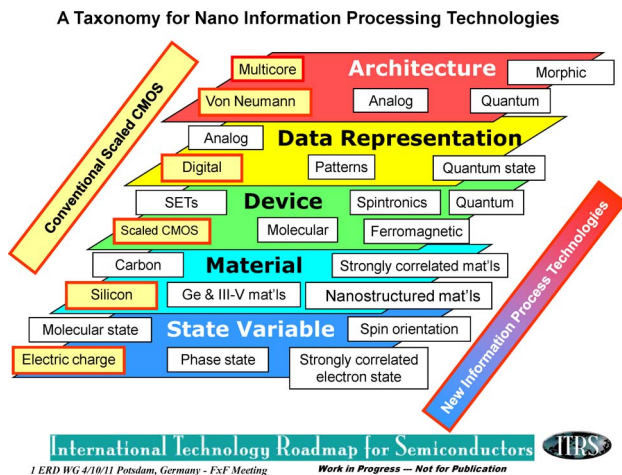 A Taxonomy for Nano Information Processing Technologies
Conventional Scaled CMOS
Multicore
Architecture
Morphic
Von Neumann
Analog
Quantum
Analog
Data Representation
Digital
Patterns
Quantum state
SETs
Device
Spintronics
Quantum
Scaled CMOS
Molecular
Ferromagnetic
Carbon
Material
Strongly correlated mat'ls
Silicon
Ge & III-V mat'ls
Nanostructured mat'ls
Molecular state
State Variable
Spin orientation
Electric charge
Phase state
Strongly correlated
electron state
New Information Process Technologies
International Technology Roadmap for Semiconductors
ITRS
1 ERD WG 4/10/11 Potsdam, Germany - FxF Meeting
Work in Progress --- Not for Publication